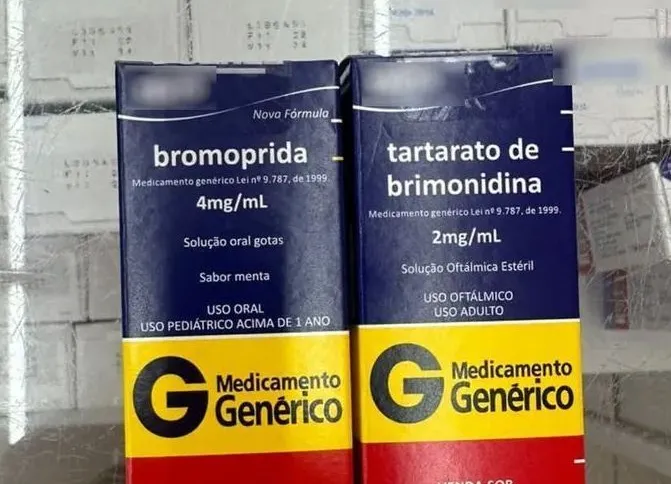 Nova Fórmula
bromoprida
Medicamento genérico Lei nº 9.787, de 1999.
4mg/mL
Solução oral gotas
Sabor menta
USO ORAL
USO PEDIÁTRICO ACIMA DE 1 ANO
G Medicamento
Genérico
tartarato de
brimonidina
Medicamento genérico Lei nº 9.787, de 1999.
2mg/mL
Solução Oftálmica Estéril
USO OFTÁLMICO
USO ADULTO
G Medicamento
Genérico
VENDA SOB